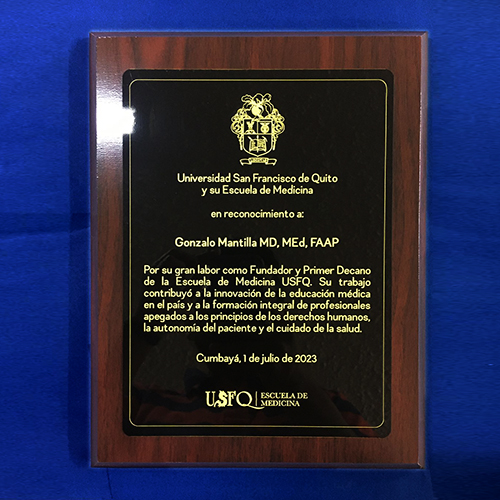 Universidad San Francisco de Quito
y su Escuela de Medicina
en reconocimiento a:
Gonzalo Mantilla MD, MEd, FAAP
Por su gran labor como Fundador y Primer Decano
de la Escuela de Medicina USFQ. Su trabajo
contribuyó a la innovación de la educación médica
en el país y a la formación integral de profesionales
apegados a los principios de los derechos humanos,
la autonomía del paciente y el cuidado de la salud.
Cumbayá, 1 de julio de 2023
USFQ ESCUELA DE
MEDICINA